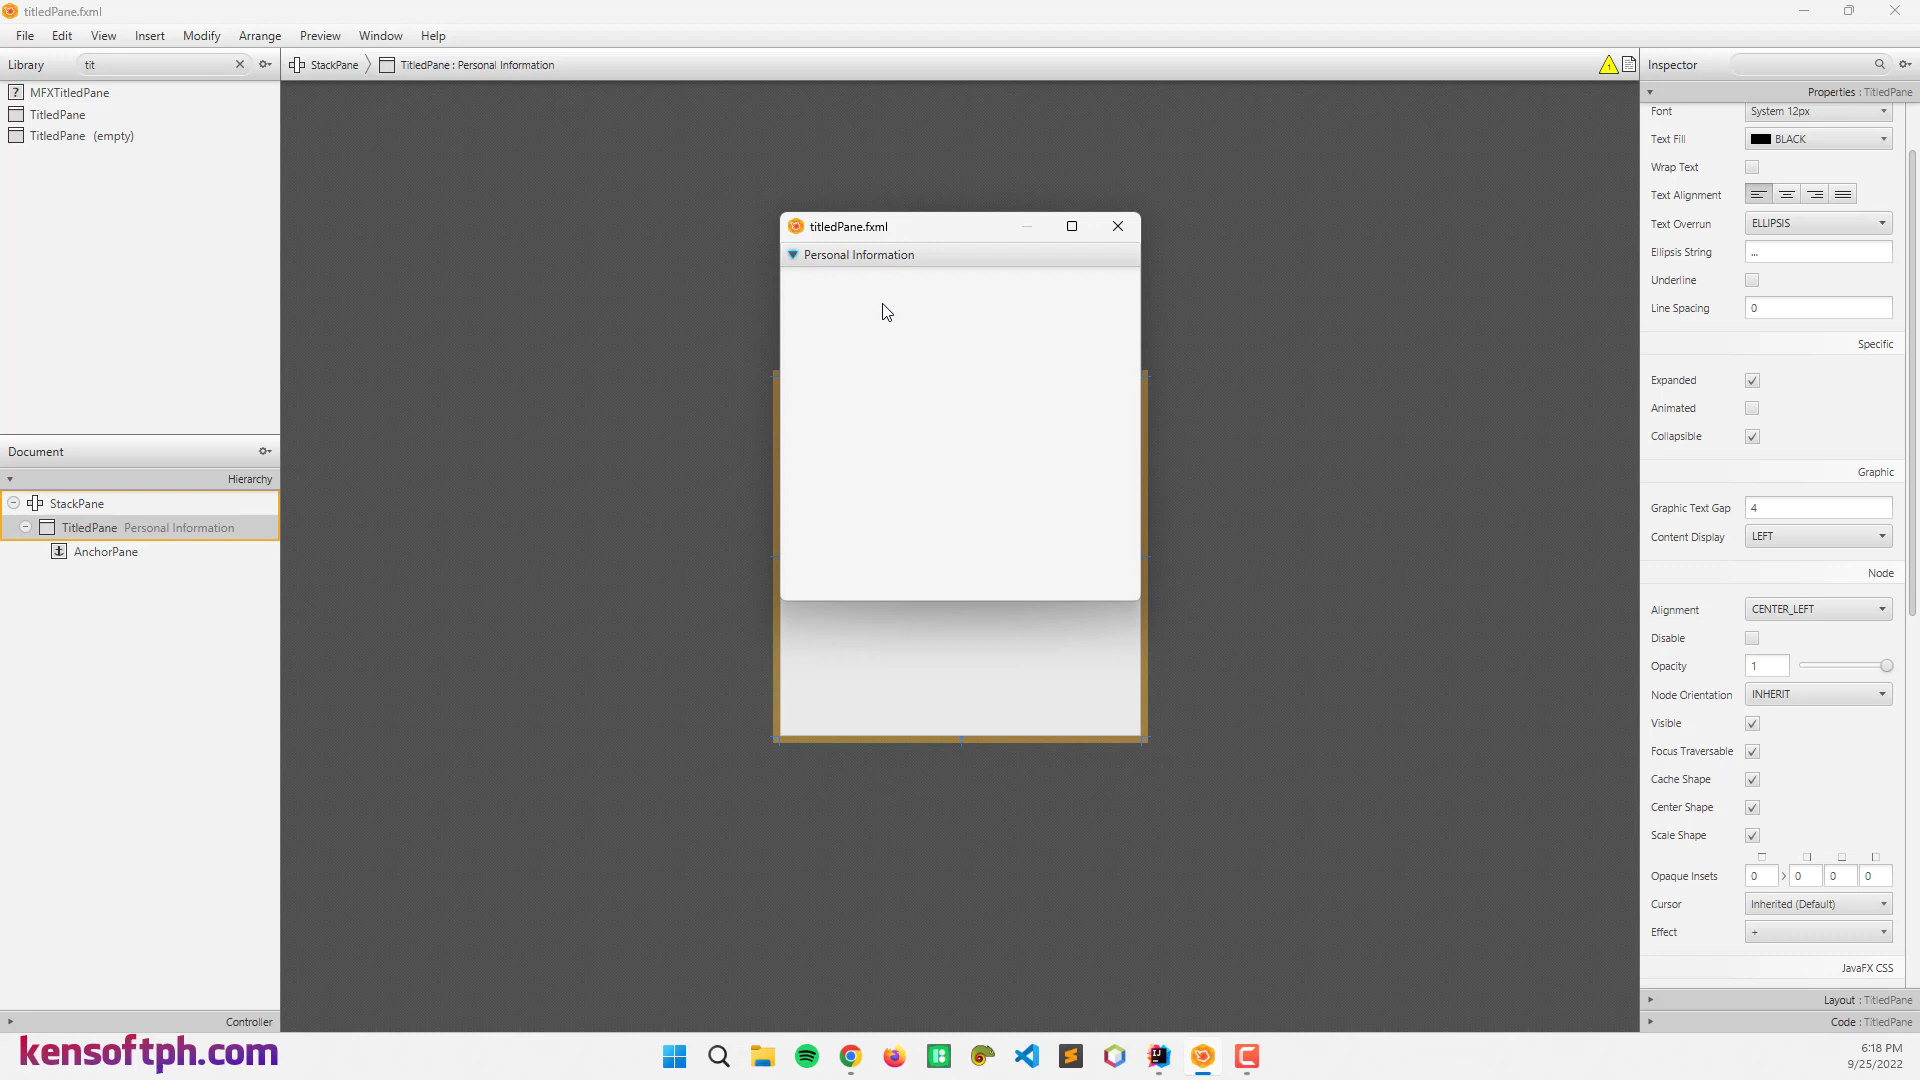 titledPane.fxml
File Edit View Insert Modify Arrange Preview Window Help
Library tit
StackPane TitledPane : Personal Information
Inspector
MFXTitledPane
TitledPane
TitledPane (empty)
Document
Hierarchy
StackPane
TitledPane Personal Information
AnchorPane
Controller
titledPane.fxml
Personal Information
Properties : TitledPane
Font System 12px
Text Fill BLACK
Wrap Text
Text Alignment
Text Overrun ELLIPSIS
Ellipsis String ...
Underline
Line Spacing 0
Specific
Expanded
Animated
Collapsible
Graphic
Graphic Text Gap 4
Content Display LEFT
Node
Alignment CENTER_LEFT
Disable
Opacity 1
Node Orientation INHERIT
Visible
Focus Traversable
Cache Shape
Center Shape
Scale Shape
Opaque Insets 0 0 0 0
Cursor Inherited (Default)
Effect +
JavaFX CSS
Layout : TitledPane
Code : TitledPane
kensoftph.com
6:18 PM
9/25/2022